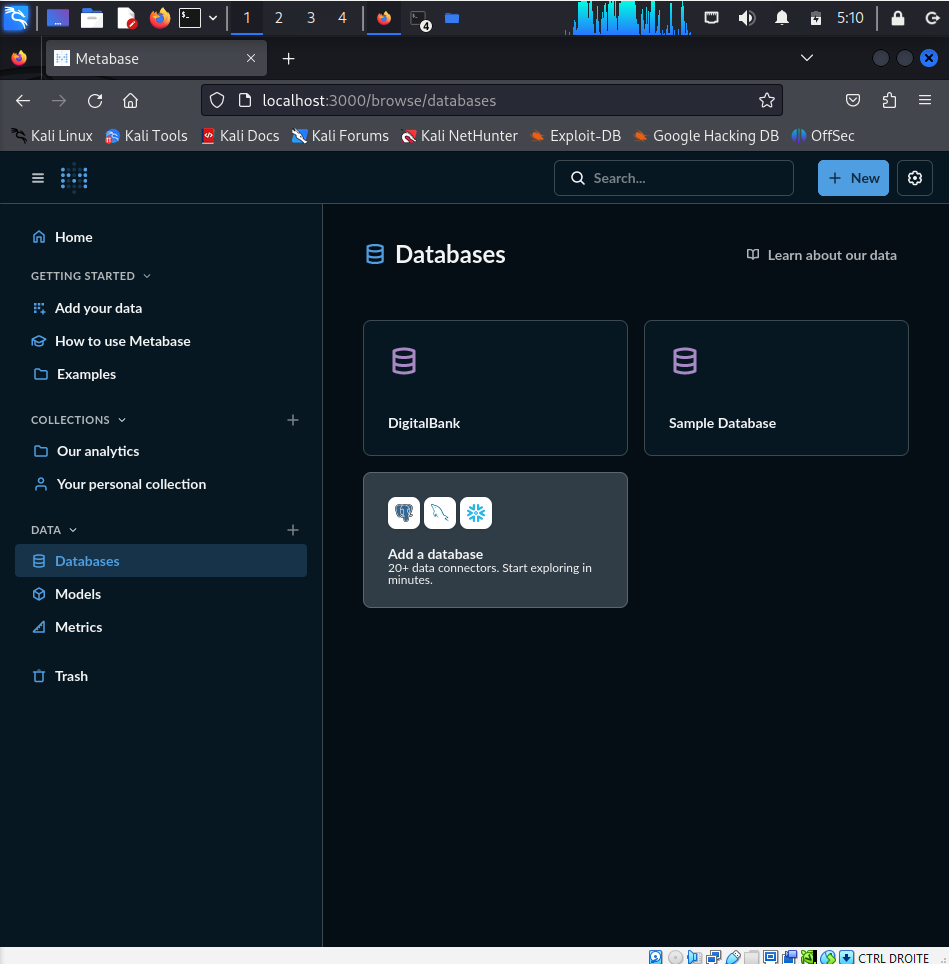 1 2 3 4 4 5:10
Metabase
localhost:3000/browse/databases
Kali Linux Kali Tools Kali Docs Kali Forums Kali NetHunter Exploit-DB Google Hacking DB OffSec
Search... New
Home
GETTING STARTED
Add your data
How to use Metabase
Examples
COLLECTIONS
Our analytics
Your personal collection
DATA
Databases
Models
Metrics
Trash
Databases
Learn about our data
DigitalBank
Sample Database
Add a database
20+ data connectors. Start exploring in
minutes.
CTRL DROITE